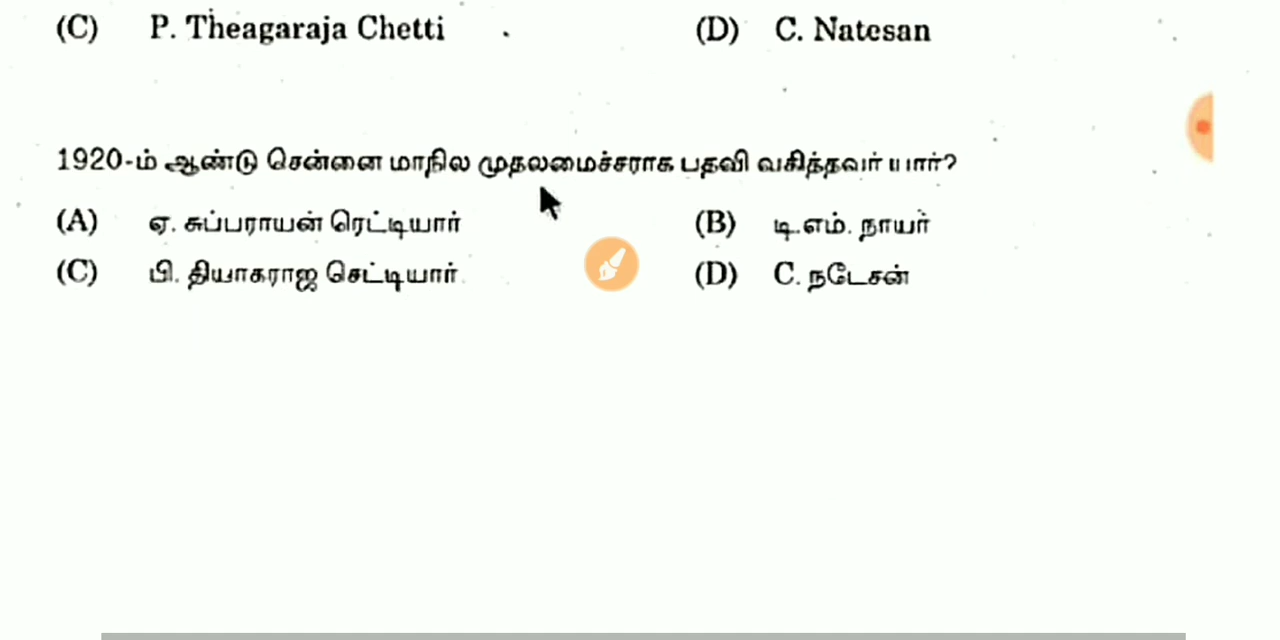 (C) P. Theagaraja Chetti (D) C. Natesan
1920-ம் ஆண்டு சென்னை மாநில முதலமைச்சராக பதவி வகித்தவர் யார்?
(A) ஏ. சுப்பராயன் ரெட்டியார் (B) டி.எம். நாயர்
(C) பி. தியாகராஜ செட்டியார் (D) C. நடேசன்